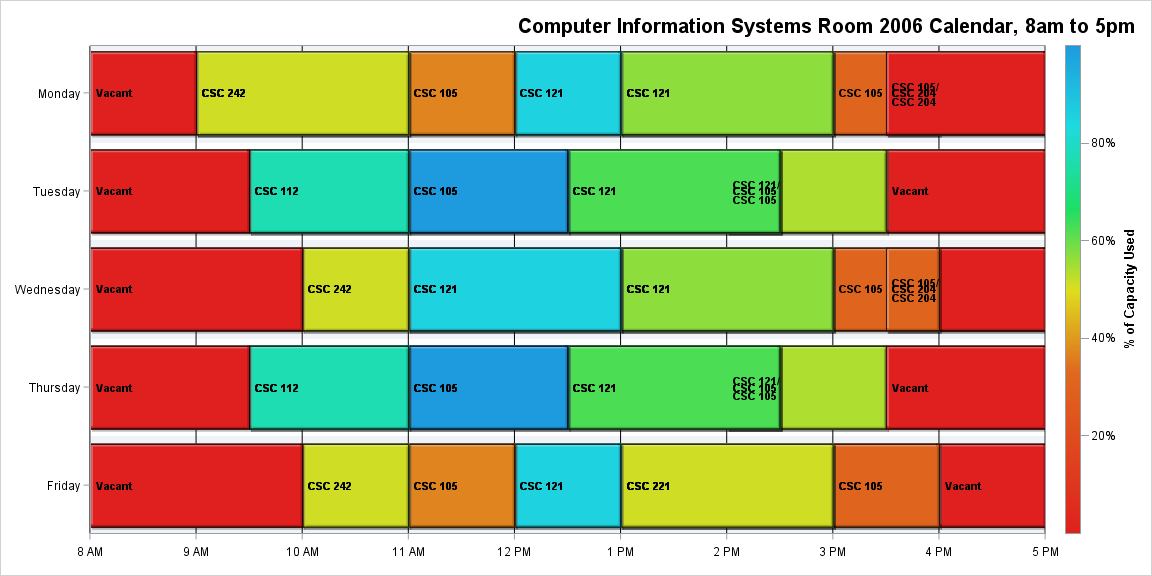 Computer Information Systems Room 2006 Calendar, 8am to 5pm
Monday
Vacant
CSC 242
CSC 105
CSC 121
CSC 121
CSC 105
CSC 105/
CSC 204
CSC 204
Tuesday
Vacant
CSC 112
CSC 105
CSC 121
CSC 121/
CSC 105
CSC 105
Vacant
Wednesday
Vacant
CSC 242
CSC 121
CSC 121
CSC 105
CSC 105/
CSC 204
CSC 204
Thursday
Vacant
CSC 112
CSC 105
CSC 121
CSC 121/
CSC 105
CSC 105
Vacant
Friday
Vacant
CSC 242
CSC 105
CSC 121
CSC 221
CSC 105
Vacant
8 AM
9 AM
10 AM
11 AM
12 PM
1 PM
2 PM
3 PM
4 PM
5 PM
80%
60%
40%
20%
% of Capacity Used